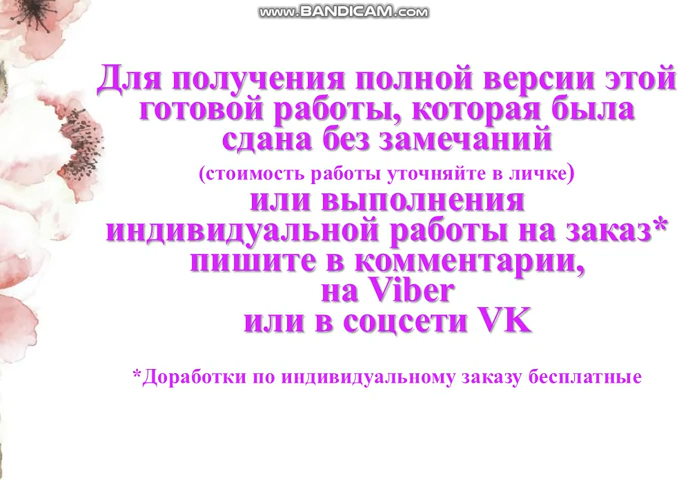 www.BANDICAM.com
Для получения полной версии этой
готовой работы, которая была
сдана без замечаний
(стоимость работы уточняйте в личке)
или выполнения
индивидуальной работы на заказ*
пишите в комментарии,
на Viber
или в соцсети VK
*Доработки по индивидуальному заказу бесплатные